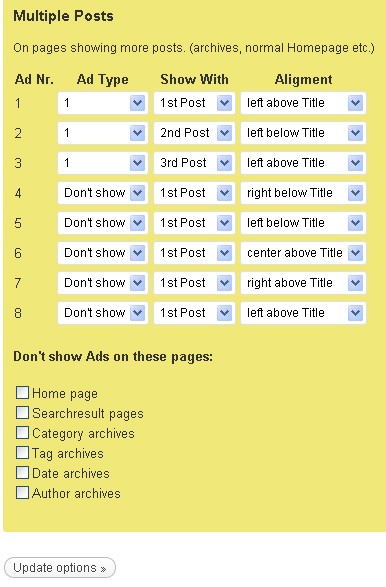 Multiple Posts
On pages showing more posts. (archives, normal Homepage etc.)
Ad Nr. Ad Type Show With Aligment
1 1 1st Post left above Title
2 1 2nd Post left below Title
3 1 3rd Post left above Title
4 Don't show 1st Post right below Title
5 Don't show 1st Post left below Title
6 Don't show 1st Post center above Title
7 Don't show 1st Post right above Title
8 Don't show 1st Post left above Title
Don't show Ads on these pages:
Home page
Searchresult pages
Category archives
Tag archives
Date archives
Author archives
Update options »